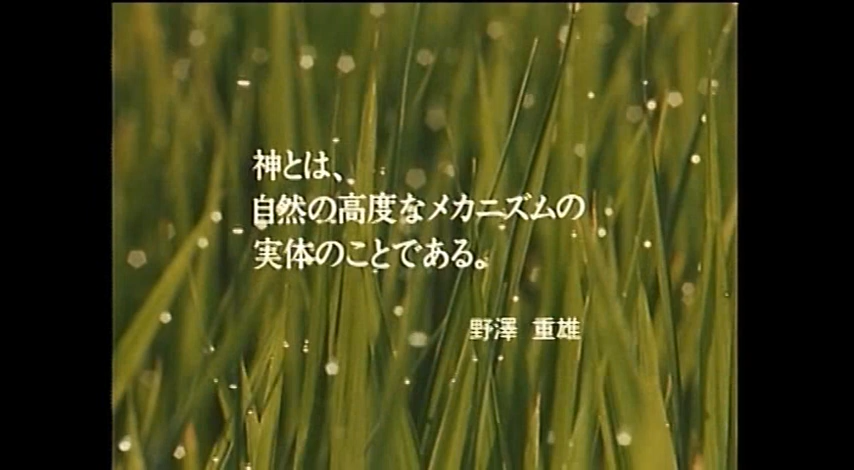 神とは、
自然の高度なメカニズムの
実体のことである。
野澤 重雄